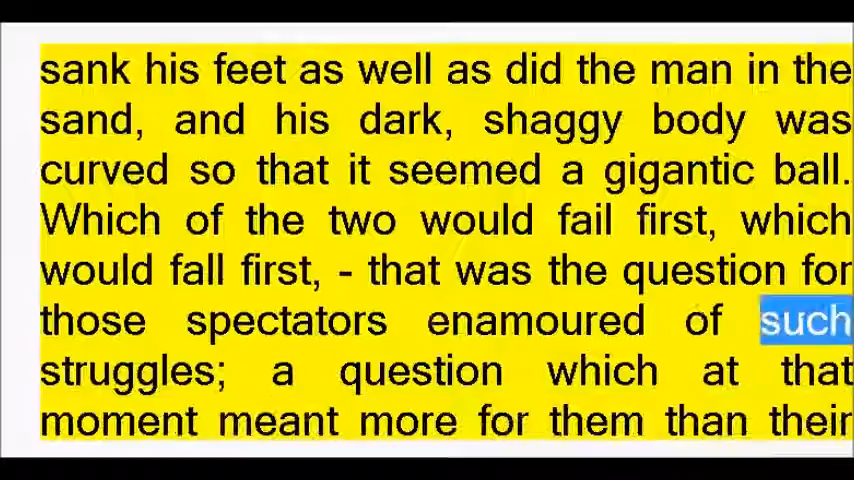 sank his feet as well as did the man in the
sand, and his dark, shaggy body was
curved so that it seemed a gigantic ball.
Which of the two would fail first, which
would fall first, - that was the question for
those spectators enamoured of such
struggles; a question which at that
moment meant more for them than their